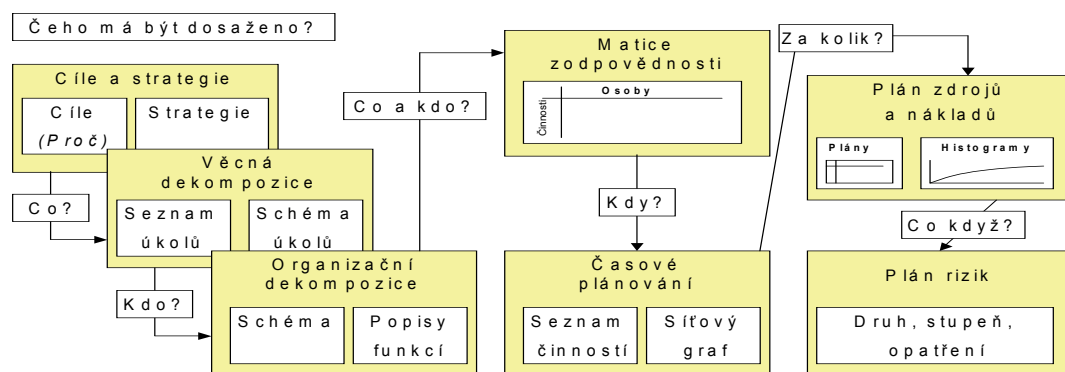 Čeho má být dosaženo?
Cíle a strategie
Cíle
(Proč)
Strategie
Co?
Věcná
dekompozice
Seznam
úkolů
Schéma
úkolů
Kdo?
Organizační
dekompozice
Schéma
Popisy
funkcí
Co a kdo?
Matice
zodpovědnosti
Osoby
Činnosti
Kdy?
Časové
plánování
Seznam
činností
Síťový
graf
Za kolik?
Plán zdrojů
a nákladů
Plány
Histogramy
Co když?
Plán rizik
Druh, stupeň,
opatření